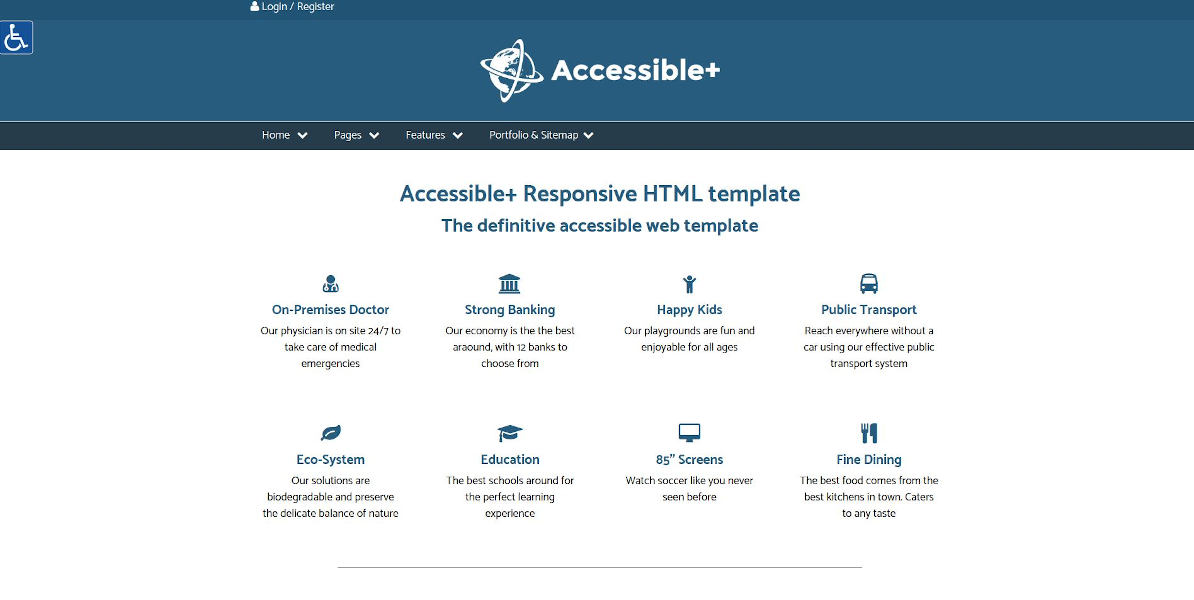 Login / Register
Accessible+
Home Pages Features Portfolio & Sitemap
Accessible+ Responsive HTML template
The definitive accessible web template
On-Premises Doctor
Our physician is on site 24/7 to
take care of medical
emergencies
Strong Banking
Our economy is the the best
araound, with 12 banks to
choose from
Happy Kids
Our playgrounds are fun and
enjoyable for all ages
Public Transport
Reach everywhere without a
car using our effective public
transport system
Eco-System
Our solutions are
biodegradable and preserve
the delicate balance of nature
Education
The best schools around for
the perfect learning
experience
85" Screens
Watch soccer like you never
seen before
Fine Dining
The best food comes from the
best kitchens in town. Caters
to any taste